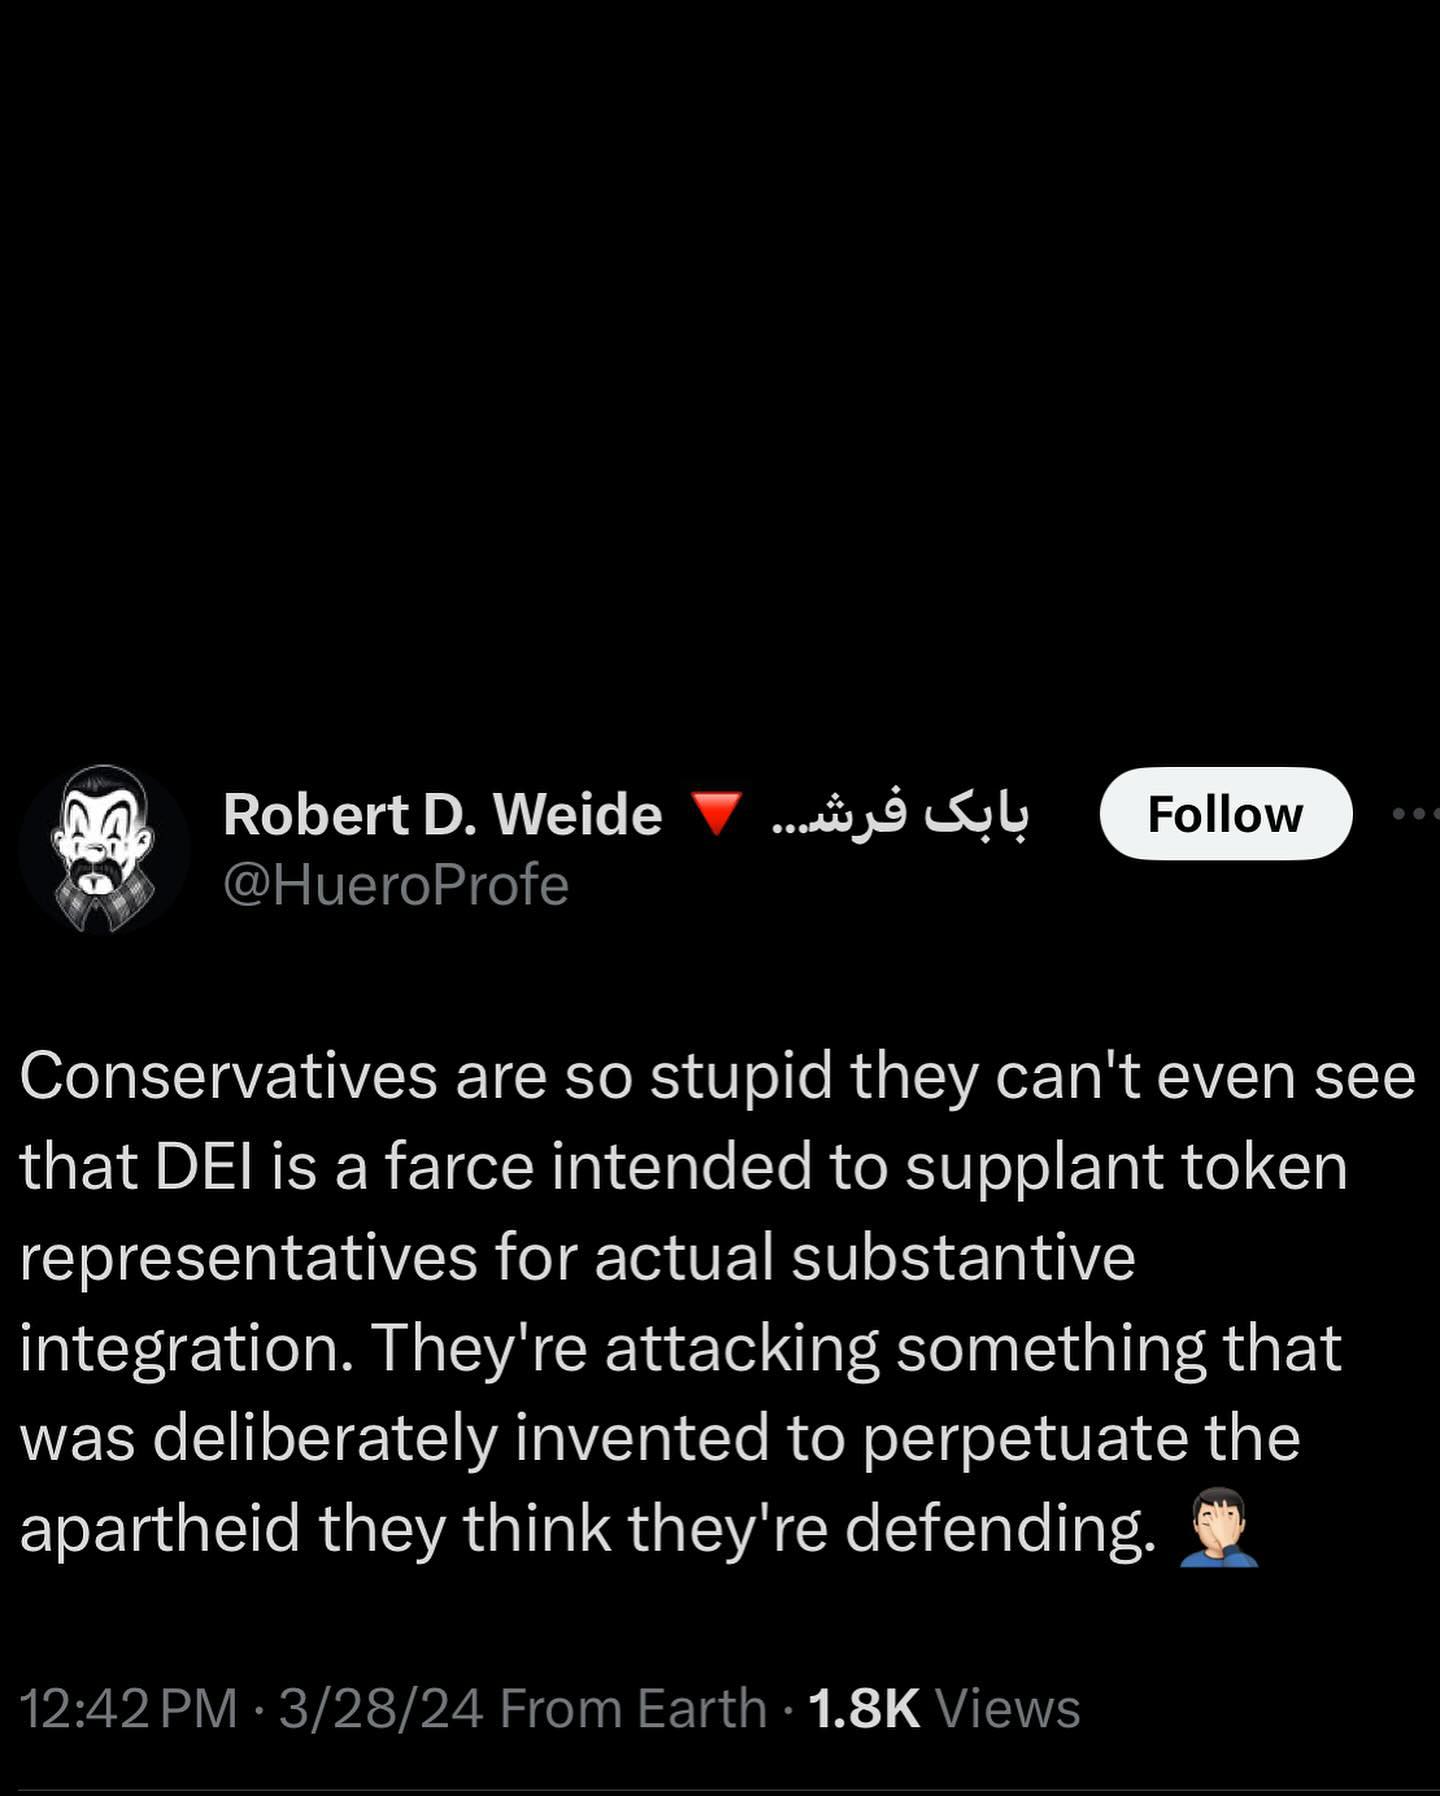 Robert D. Weide 🔻 بابک فرشـ...
Follow
@HueroProfe
Conservatives are so stupid they can't even see
that DEI is a farce intended to supplant token
representatives for actual substantive
integration. They're attacking something that
was deliberately invented to perpetuate the
apartheid they think they're defending. 🤦🏻‍♂️
12:42 PM · 3/28/24 From Earth · 1.8K Views